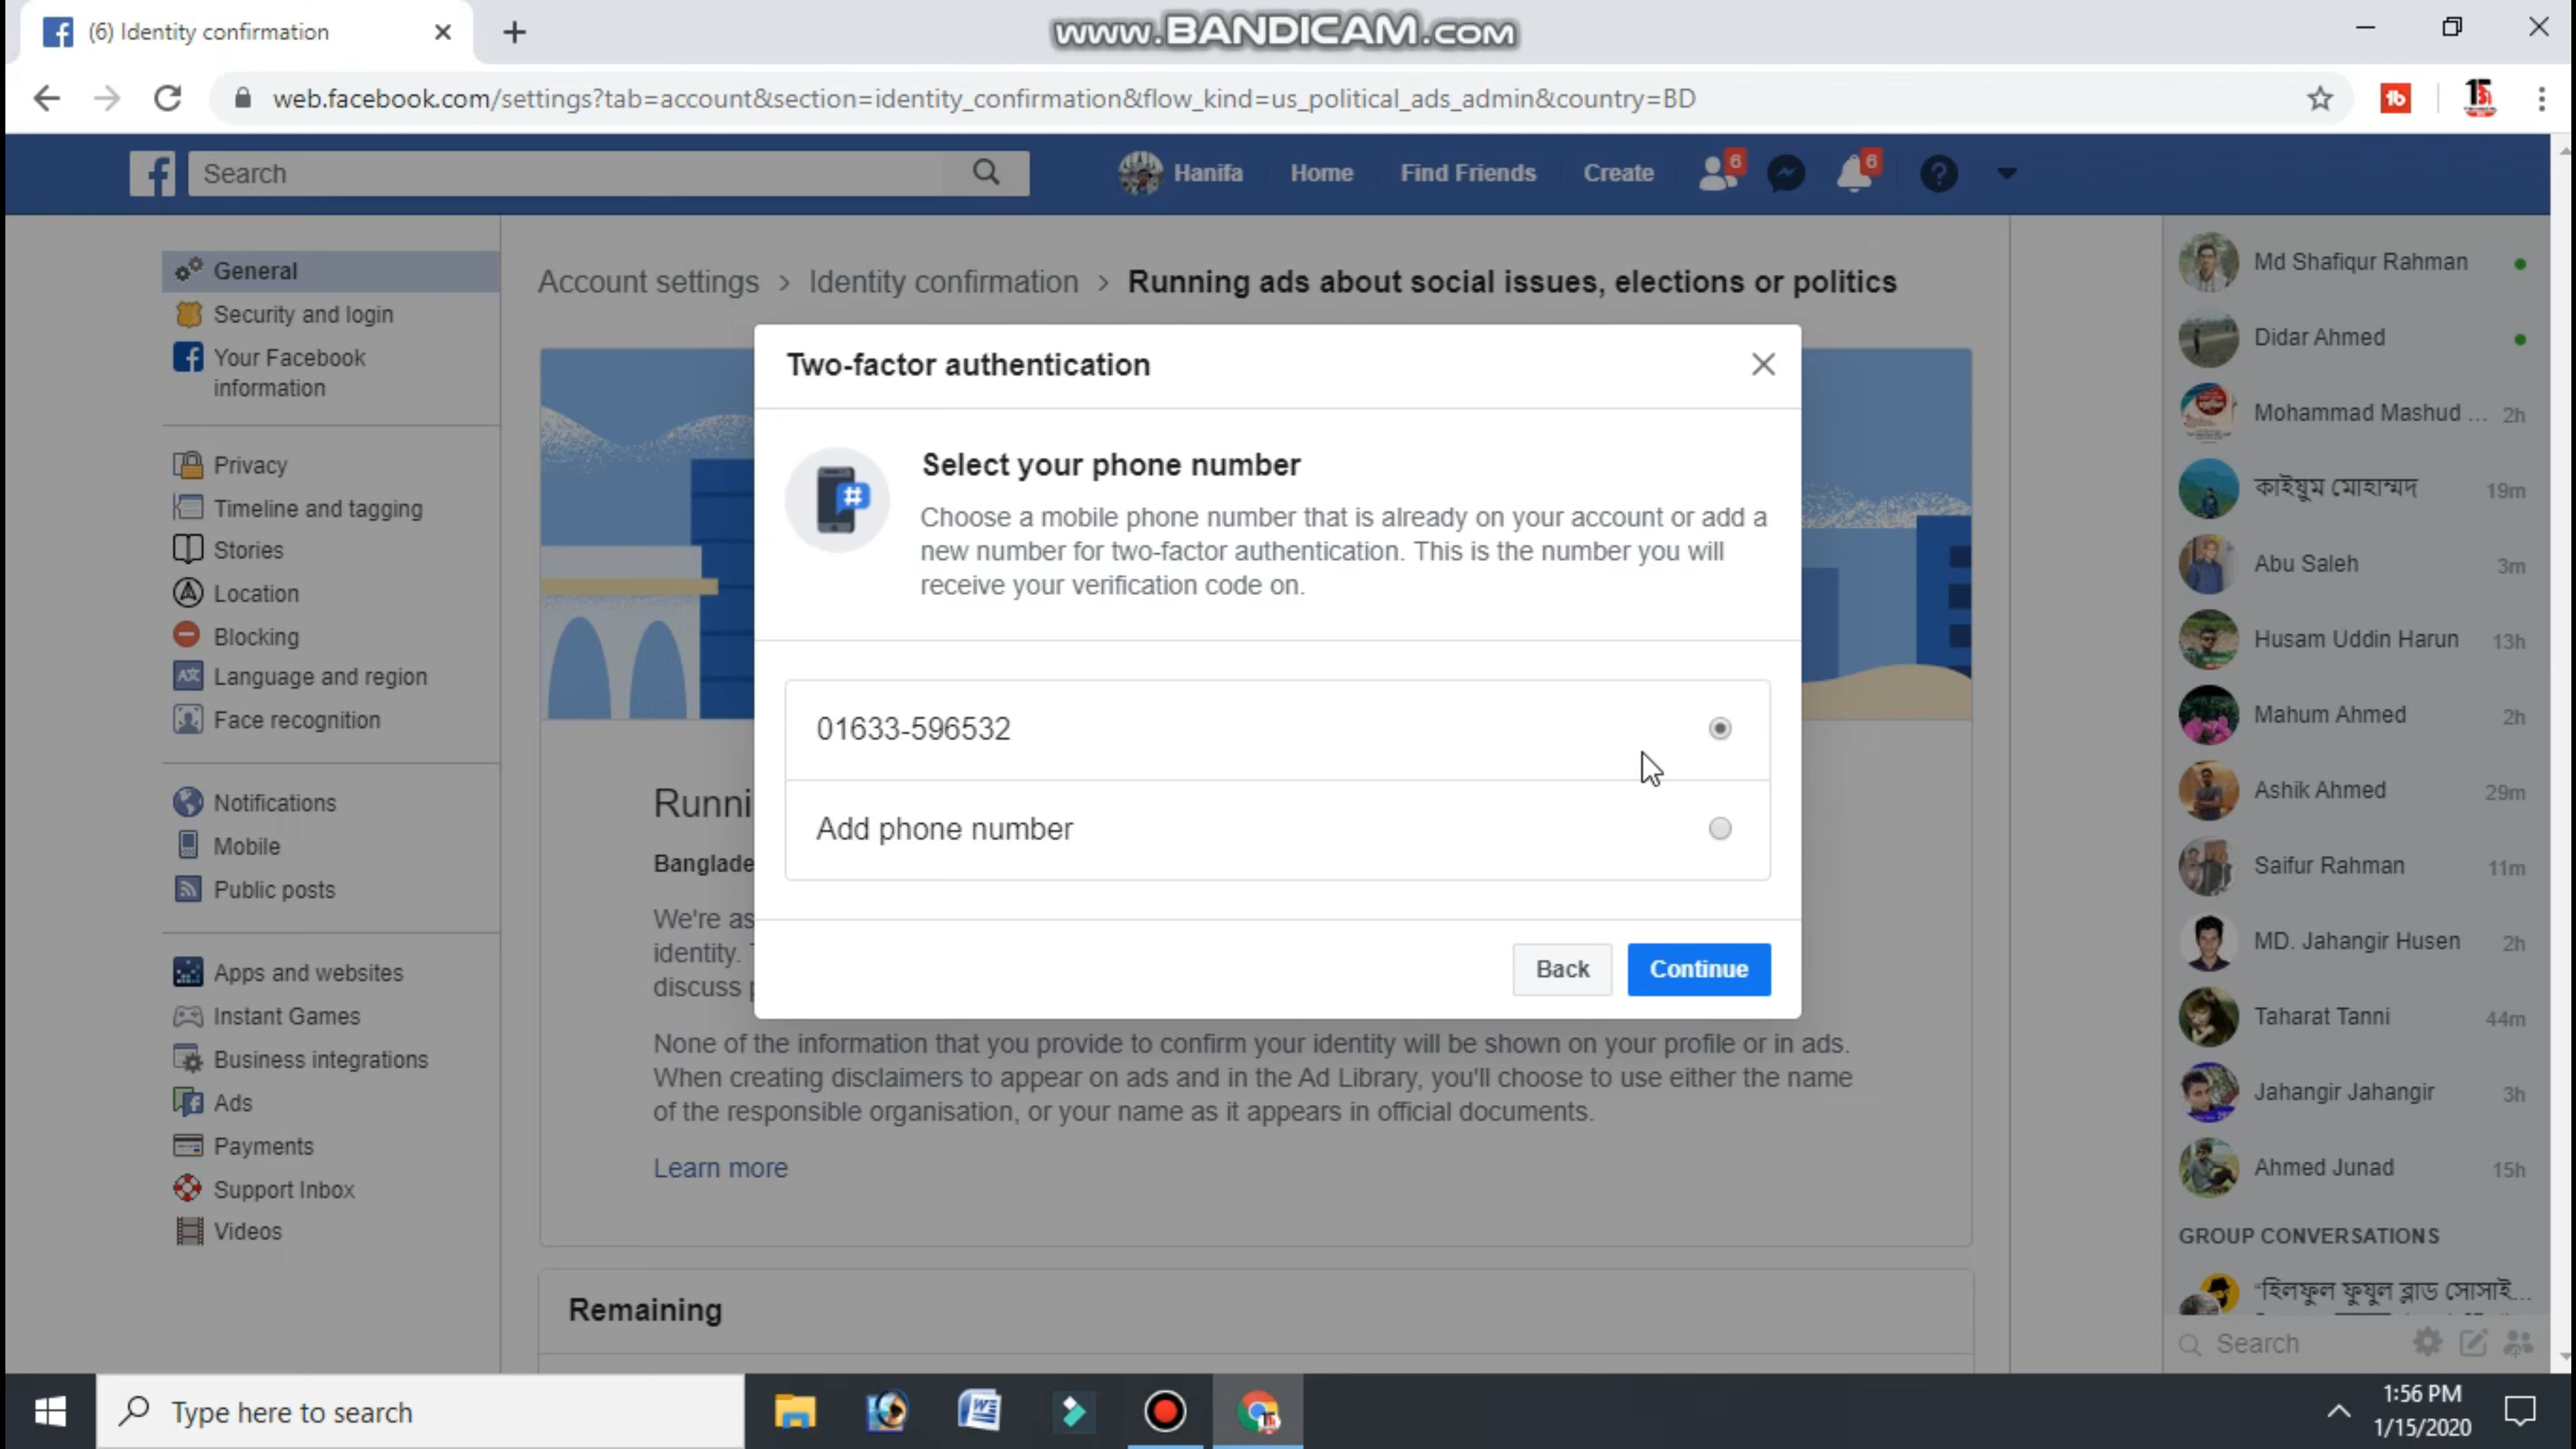 (6) Identity confirmation
www.BANDICAM.com
web.facebook.com/settings?tab=account&section=identity_confirmation&flow_kind=us_political_ads_admin&country=BD
Search
Hanifa
Home
Find Friends
Create
6
6
General
Security and login
Your Facebook
information
Privacy
Timeline and tagging
Stories
Location
Blocking
Language and region
Face recognition
Notifications
Mobile
Public posts
Apps and websites
Instant Games
Business integrations
Ads
Payments
Support Inbox
Videos
Account settings > Identity confirmation > Running ads about social issues, elections or politics
Two-factor authentication
Select your phone number
Choose a mobile phone number that is already on your account or add a
new number for two-factor authentication. This is the number you will
receive your verification code on.
01633-596532
Add phone number
Back
Continue
Runni
Banglade
We're as
identity.
discuss
None of the information that you provide to confirm your identity will be shown on your profile or in ads.
When creating disclaimers to appear on ads and in the Ad Library, you'll choose to use either the name
of the responsible organisation, or your name as it appears in official documents.
Learn more
Remaining
Md Shafiqur Rahman
Didar Ahmed
Mohammad Mashud ... 2h
কাইয়ুম মোহাম্মদ 19m
Abu Saleh 3m
Husam Uddin Harun 13h
Mahum Ahmed 2h
Ashik Ahmed 29m
Saifur Rahman 11m
MD. Jahangir Husen 2h
Taharat Tanni 44m
Jahangir Jahangir 3h
Ahmed Junad 15h
GROUP CONVERSATIONS
"হিলফুল ফুযুল ব্লাড সোসাই...
Search
Type here to search
1:56 PM
1/15/2020